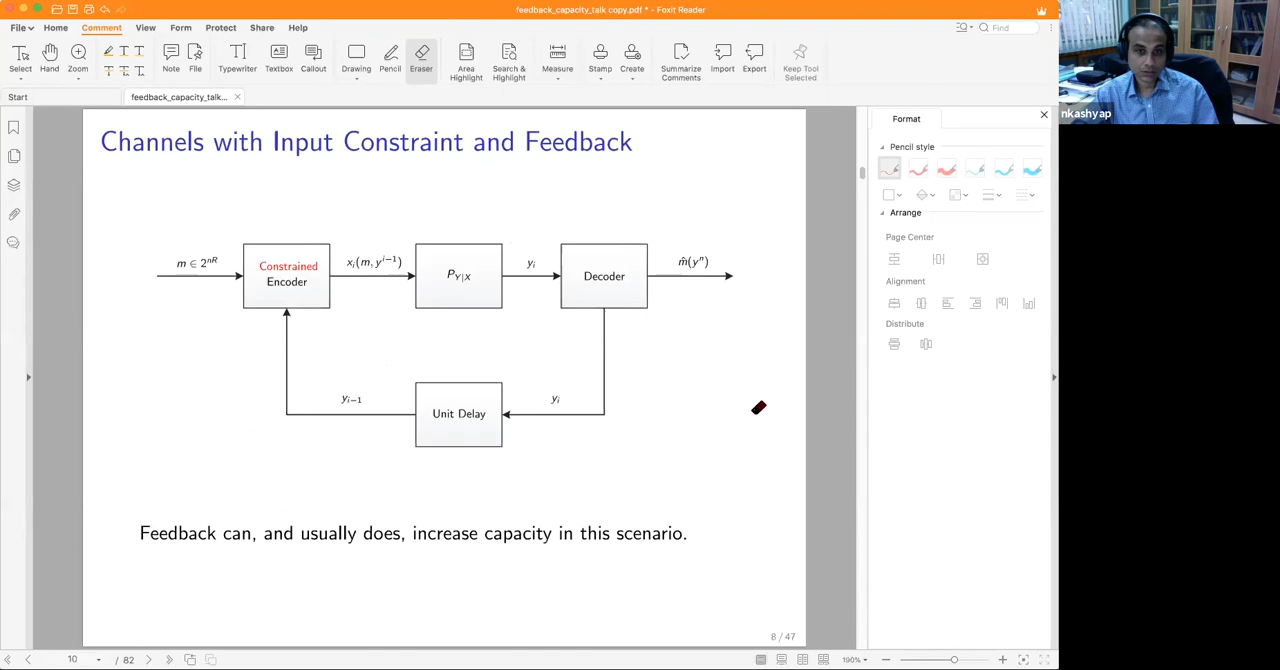 feedback_capacity_talk copy.pdf * - Foxit Reader
File Home Comment View Form Protect Share Help Find
Select Hand Zoom Note File Typewriter Textbox Callout Drawing Pencil Eraser Area Highlight Search & Highlight Measure Stamp Create Summarize Comments Import Export Keep Tool Selected
Start feedback_capacity_talk...
nkashyap
Channels with Input Constraint and Feedback
m ∈ 2^{nR}
Constrained
Encoder
x_i(m, y^{i−1})
P_{Y|X}
y_i
Decoder
m̂(y^n)
y_{i−1}
Unit Delay
y_i
Feedback can, and usually does, increase capacity in this scenario.
8 / 47
Format
Pencil style
Arrange
Page Center
Alignment
Distribute
10 / 82 190%